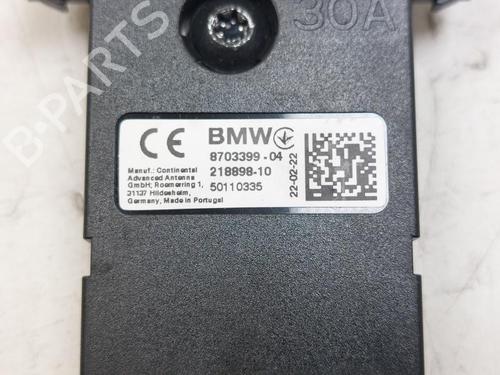 30A
CE BMW
8703399-04
Manuf.: Continental
Advanced Antenna
GmbH; Roemerring 1,
31137 Hildesheim,
Germany, Made in Portugal
218898-10
50110335
22-02-22
B-PARTS